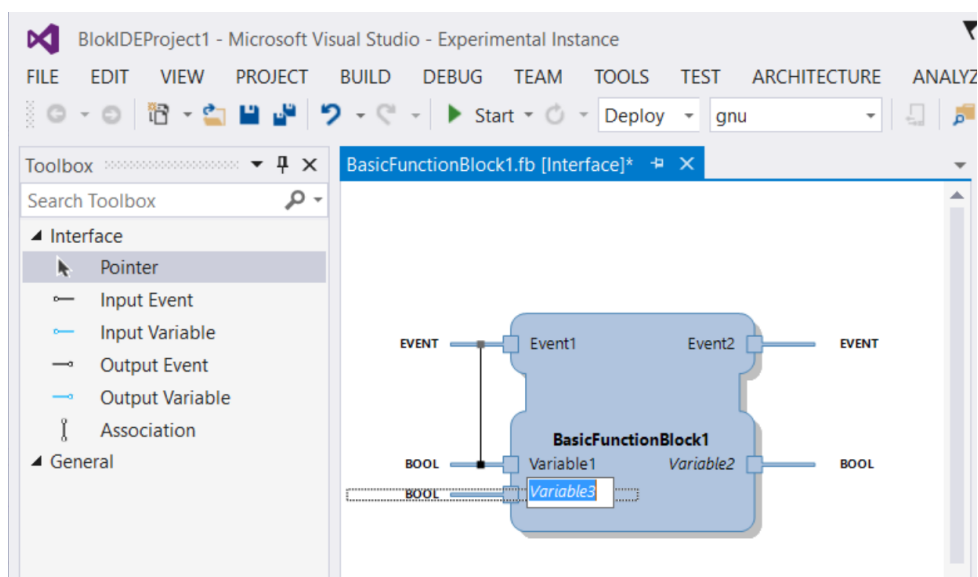 BlokIDEProject1 - Microsoft Visual Studio - Experimental Instance
FILE EDIT VIEW PROJECT BUILD DEBUG TEAM TOOLS TEST ARCHITECTURE ANALYZ
Start Deploy gnu
Toolbox
BasicFunctionBlock1.fb [Interface]*
Search Toolbox
Interface
Pointer
Input Event
Input Variable
Output Event
Output Variable
Association
General
EVENT Event1 Event2 EVENT
BasicFunctionBlock1
BOOL Variable1 Variable2 BOOL
BOOL Variable3